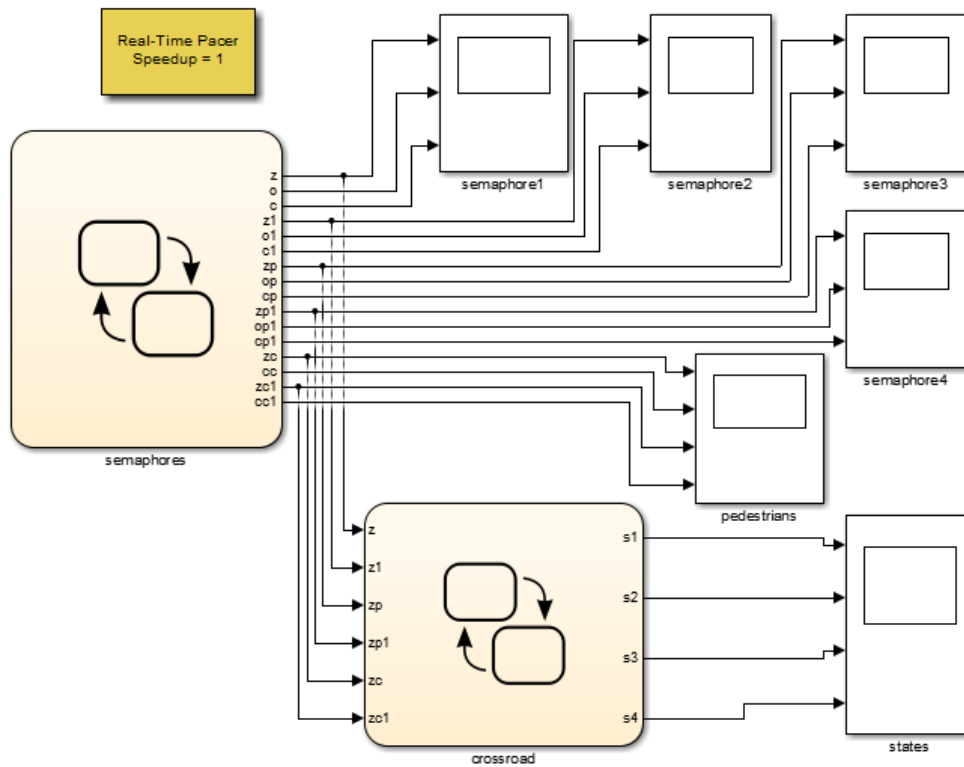 Real-Time Pacer
Speedup = 1
semaphore1
semaphore2
semaphore3
z
o
c
z1
o1
c1
zp
op
cp
zp1
op1
cp1
zc
cc
zc1
cc1
semaphores
semaphore4
pedestrians
z
z1
zp
zp1
zc
zc1
s1
s2
s3
s4
crossroad
states